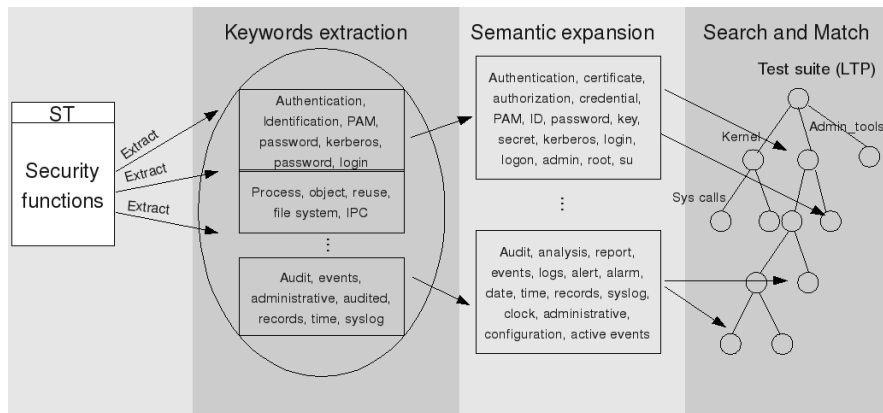 Keywords extraction
Semantic expansion
Search and Match
ST
Security
functions
Extract
Extract
Extract
Authentication,
Identification, PAM,
password, kerberos,
password, login
Process, object, reuse,
file system, IPC
...
Audit, events,
administrative, audited,
records, time, syslog
Authentication, certificate,
authorization, credential,
PAM, ID, password, key,
secret, kerberos, login,
logon, admin, root, su
...
Audit, analysis, report,
events, logs, alert, alarm,
date, time, records, syslog,
clock, administrative,
configuration, active events
Test suite (LTP)
Kernel
Admin_tools
Sys calls